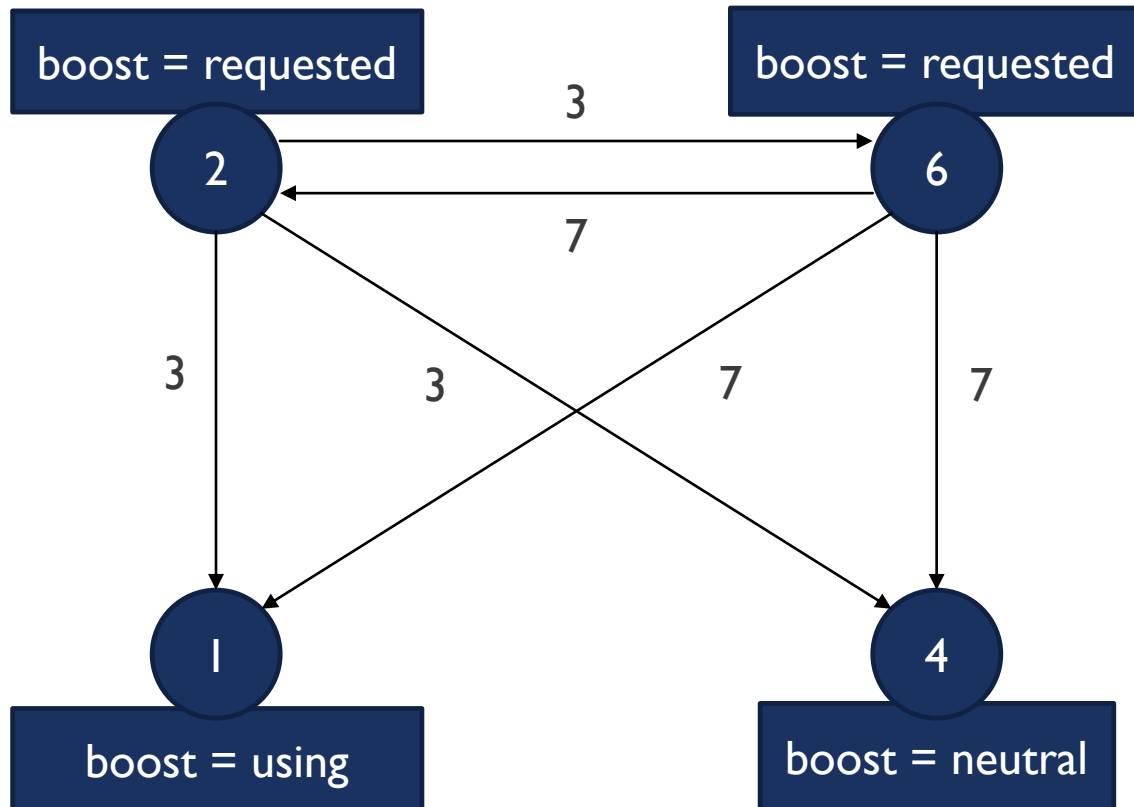 boost = requested
boost = requested
3
2
6
7
3
3
7
7
1
4
boost = using
boost = neutral